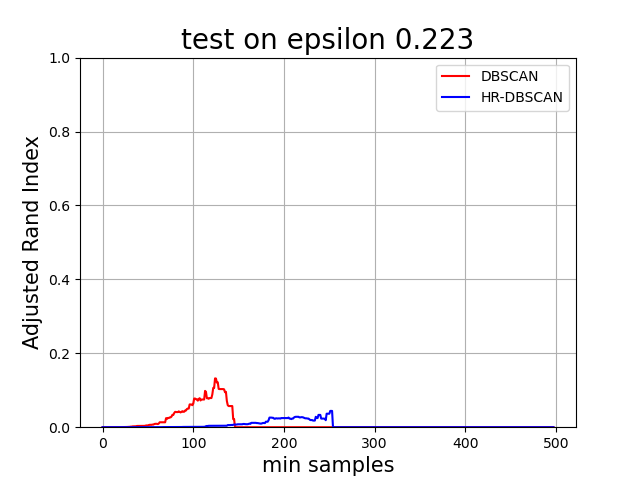 test on epsilon 0.223
DBSCAN
HR-DBSCAN
Adjusted Rand Index
1.0
0.8
0.6
0.4
0.2
0.0
0 100 200 300 400 500
min samples